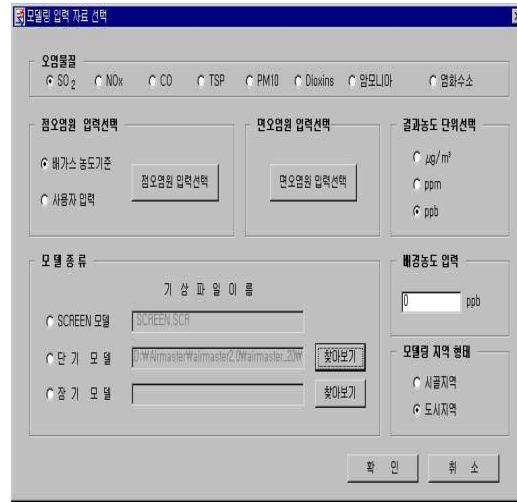 모델링 입력 자료 선택
오염물질
SO2 NOx CO TSP PM10 Dioxins 암모니아 염화수소
점오염원 입력선택
배가스 농도기준
사용자 입력
점오염원 입력선택
면오염원 입력선택
면오염원 입력선택
결과농도 단위선택
μg/m³
ppm
ppb
모 델 종 류
기 상 파 일 이 름
SCREEN 모델 SCREEN.SCR
단 기 모 델 D:₩Airmaster₩airmaster2.0₩airmaster_20₩ 찾아보기
장 기 모 델 찾아보기
배경농도 입력
0 ppb
모델링 지역 형태
시골지역
도시지역
확 인 취 소